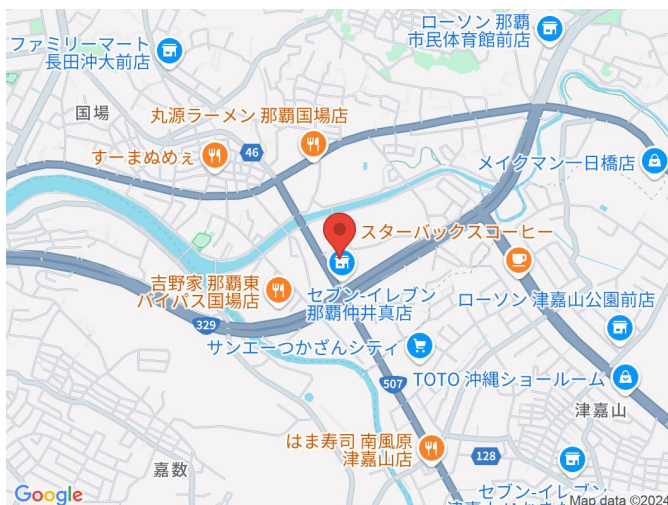 ローソン 那覇
市民体育館前店
ファミリーマート
長田沖大前店
国場
丸源ラーメン 那覇国場店
すーまぬめぇ
46
メイクマン一日橋店
スターバックスコーヒー
吉野家 那覇東
バイパス国場店
セブン-イレブン
那覇仲井真店
ローソン 津嘉山公園前店
329
サンエーつかざんシティ
507
TOTO 沖縄ショールーム
津嘉山
はま寿司 南風原
津嘉山店
128
嘉数
セブン-イレブン
Google
Map data ©2024